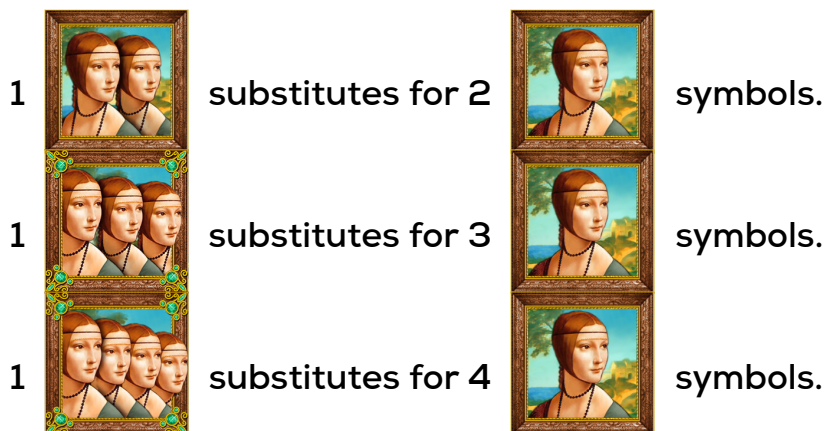 1 substitutes for 2 symbols.
1 substitutes for 3 symbols.
1 substitutes for 4 symbols.